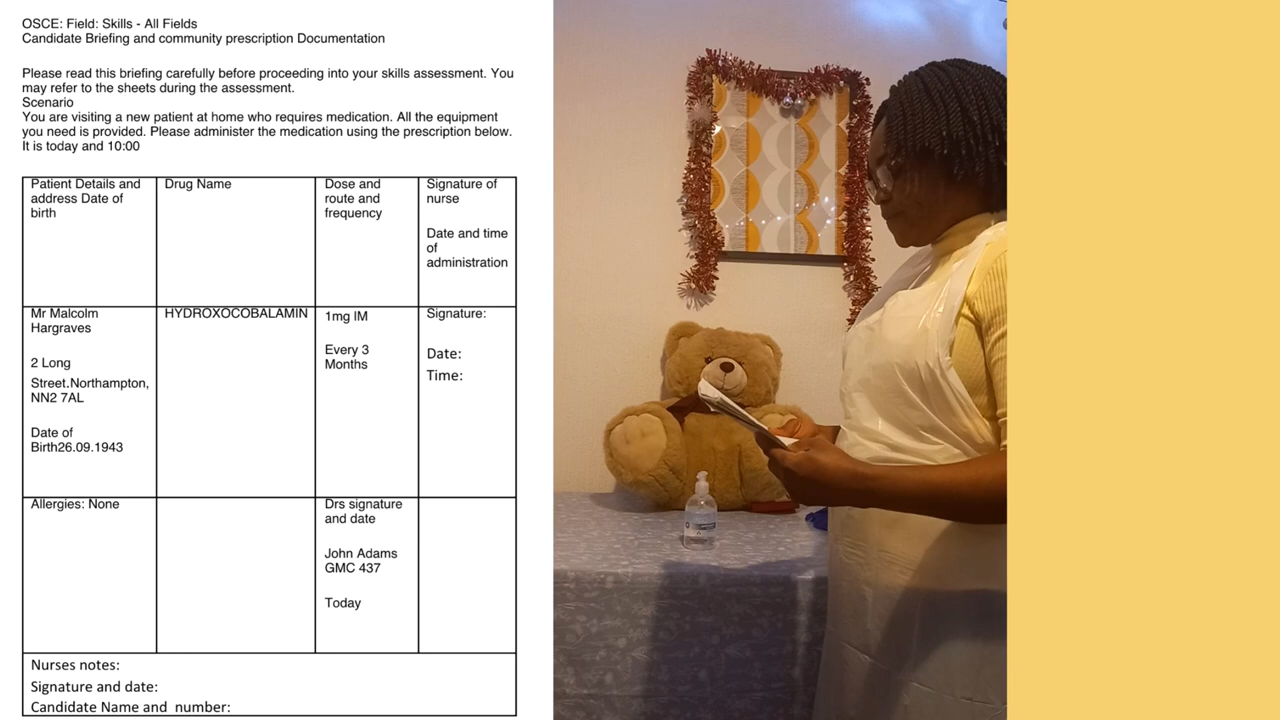 OSCE: Field: Skills - All Fields
Candidate Briefing and community prescription Documentation
Please read this briefing carefully before proceeding into your skills assessment. You
may refer to the sheets during the assessment.
Scenario
You are visiting a new patient at home who requires medication. All the equipment
you need is provided. Please administer the medication using the prescription below.
It is today and 10:00
Patient Details and
address Date of
birth
Drug Name
Dose and
route and
frequency
Signature of
nurse
Date and time
of
administration
Mr Malcolm
Hargraves
2 Long
Street.Northampton,
NN2 7AL
Date of
Birth26.09.1943
HYDROXOCOBALAMIN
1mg IM
Every 3
Months
Signature:
Date:
Time:
Allergies: None
Drs signature
and date
John Adams
GMC 437
Today
Nurses notes:
Signature and date:
Candidate Name and  number: